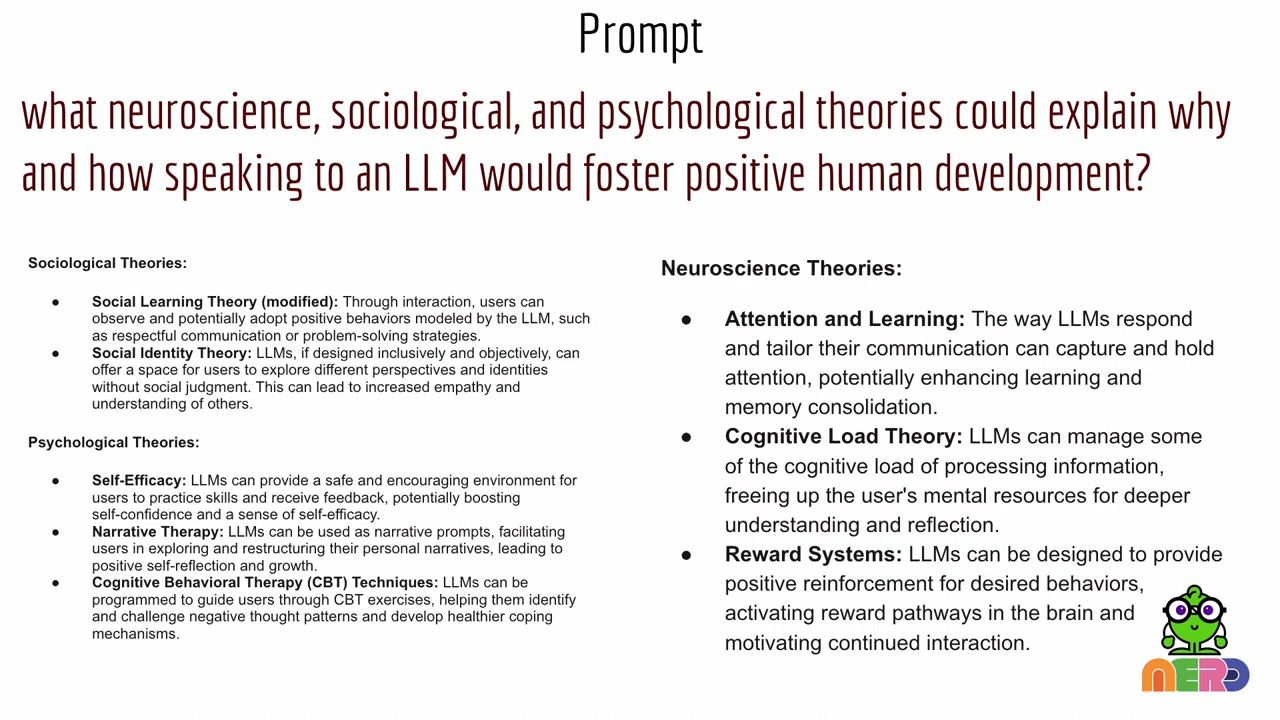 Prompt
what neuroscience, sociological, and psychological theories could explain why
and how speaking to an LLM would foster positive human development?
Sociological Theories:
● Social Learning Theory (modified): Through interaction, users can
observe and potentially adopt positive behaviors modeled by the LLM, such
as respectful communication or problem-solving strategies.
● Social Identity Theory: LLMs, if designed inclusively and objectively, can
offer a space for users to explore different perspectives and identities
without social judgment. This can lead to increased empathy and
understanding of others.
Psychological Theories:
● Self-Efficacy: LLMs can provide a safe and encouraging environment for
users to practice skills and receive feedback, potentially boosting
self-confidence and a sense of self-efficacy.
● Narrative Therapy: LLMs can be used as narrative prompts, facilitating
users in exploring and restructuring their personal narratives, leading to
positive self-reflection and growth.
● Cognitive Behavioral Therapy (CBT) Techniques: LLMs can be
programmed to guide users through CBT exercises, helping them identify
and challenge negative thought patterns and develop healthier coping
mechanisms.
Neuroscience Theories:
● Attention and Learning: The way LLMs respond
and tailor their communication can capture and hold
attention, potentially enhancing learning and
memory consolidation.
● Cognitive Load Theory: LLMs can manage some
of the cognitive load of processing information,
freeing up the user's mental resources for deeper
understanding and reflection.
● Reward Systems: LLMs can be designed to provide
positive reinforcement for desired behaviors,
activating reward pathways in the brain and
motivating continued interaction.
NERD